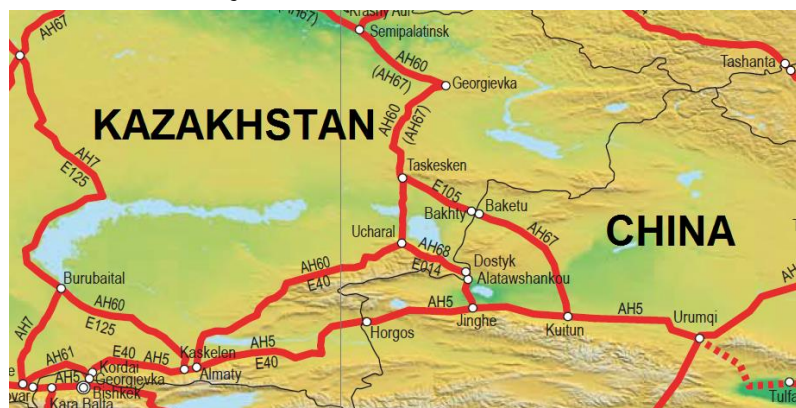 AH67
AH67
Semipalatinsk
AH60
(AH67)
Georgievka
Tashanta
KAZAKHSTAN
AH60
(AH67)
AH7
E125
Taskesken
E105
Bakhty
Baketu
AH67
CHINA
Ucharal
AH68
E014
Dostyk
Alatawshankou
AH60
E40
Burubaital
AH60
E125
AH7
AH5
Horgos
Jinghe
Kuitun
AH5
Urumqi
AH61
E40
AH5
Kaskelen
AH5
E40
Almaty
Kordai
AH5
Georgievka
Bishkek
Kara Balta